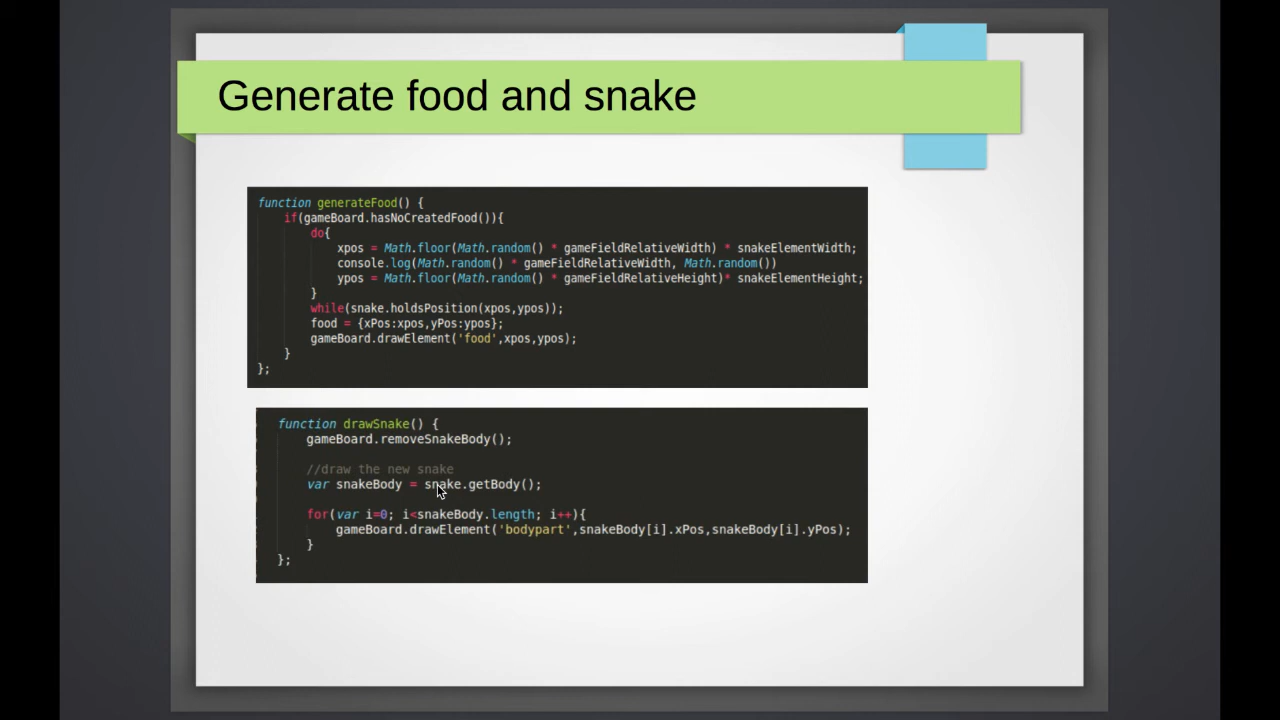 Generate food and snake
function generateFood() {
if(gameBoard.hasNoCreatedFood()){
do{
xpos = Math.floor(Math.random() * gameFieldRelativeWidth) * snakeElementWidth;
console.log(Math.random() * gameFieldRelativeWidth, Math.random())
ypos = Math.floor(Math.random() * gameFieldRelativeHeight)* snakeElementHeight;
}
while(snake.holdsPosition(xpos,ypos));
food = {xPos:xpos,yPos:ypos};
gameBoard.drawElement('food',xpos,ypos);
}
};
function drawSnake() {
gameBoard.removeSnakeBody();
//draw the new snake
var snakeBody = snake.getBody();
for(var i=0; i<snakeBody.length; i++){
gameBoard.drawElement('bodypart',snakeBody[i].xPos,snakeBody[i].yPos);
}
};